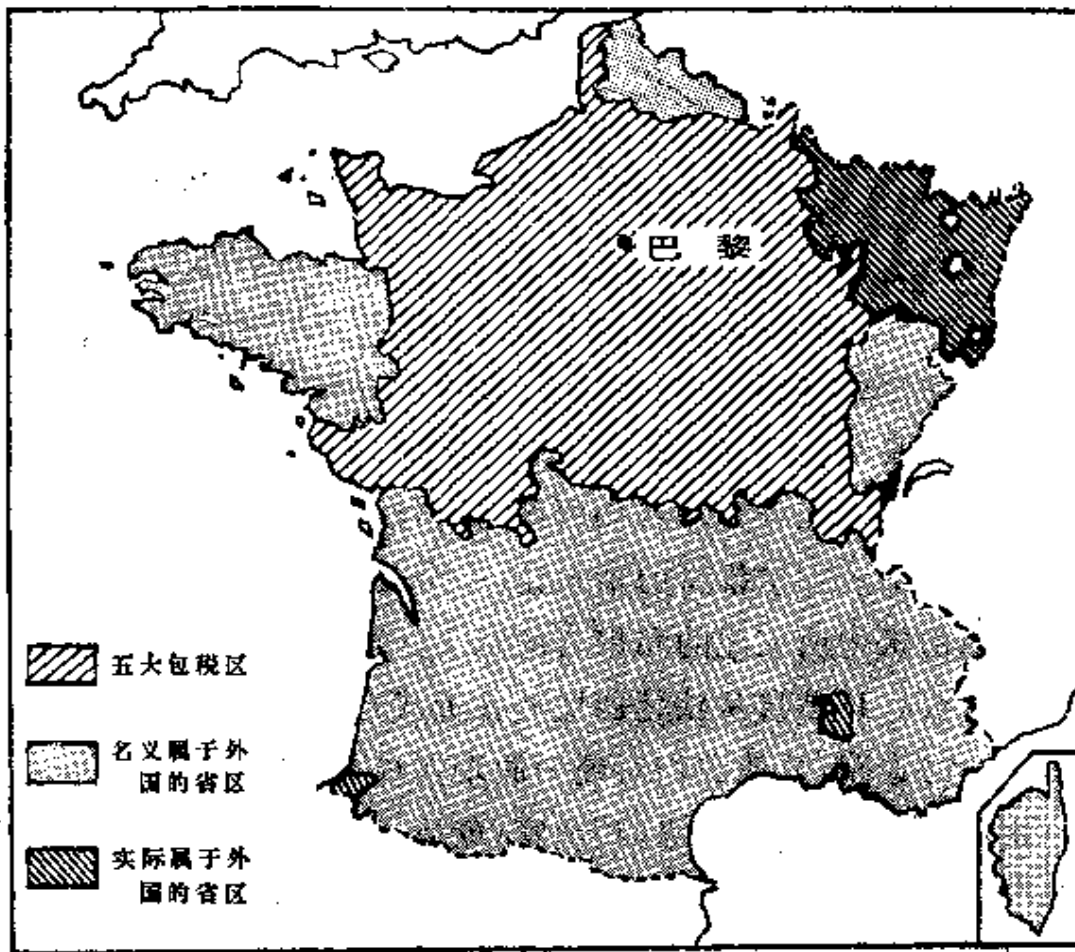 巴黎
五大包税区
名义属于外
国的省区
实际属于外
国的省区